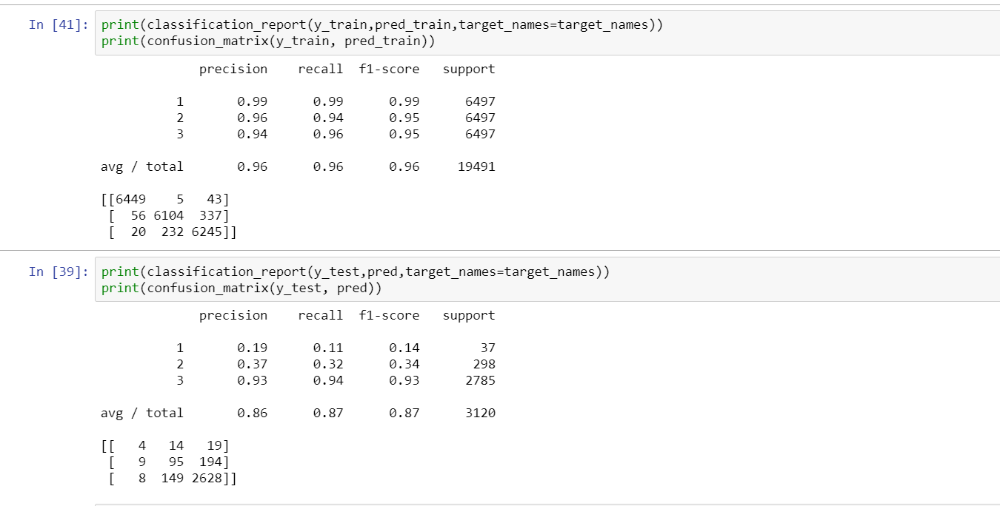 In [41]: print(classification_report(y_train,pred_train,target_names=target_names))
print(confusion_matrix(y_train, pred_train))
precision recall f1-score support
1 0.99 0.99 0.99 6497
2 0.96 0.94 0.95 6497
3 0.94 0.96 0.95 6497
avg / total 0.96 0.96 0.96 19491
[[6449 5 43]
[ 56 6104 337]
[ 20 232 6245]]
In [39]: print(classification_report(y_test,pred,target_names=target_names))
print(confusion_matrix(y_test, pred))
precision recall f1-score support
1 0.19 0.11 0.14 37
2 0.37 0.32 0.34 298
3 0.93 0.94 0.93 2785
avg / total 0.86 0.87 0.87 3120
[[ 4 14 19]
[ 9 95 194]
[ 8 149 2628]]